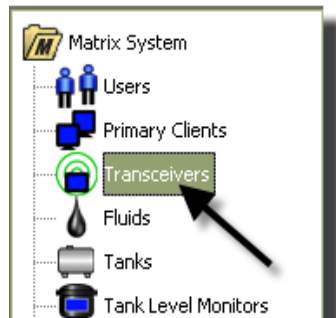 Matrix System
Users
Primary Clients
Transceivers
Fluids
Tanks
Tank Level Monitors